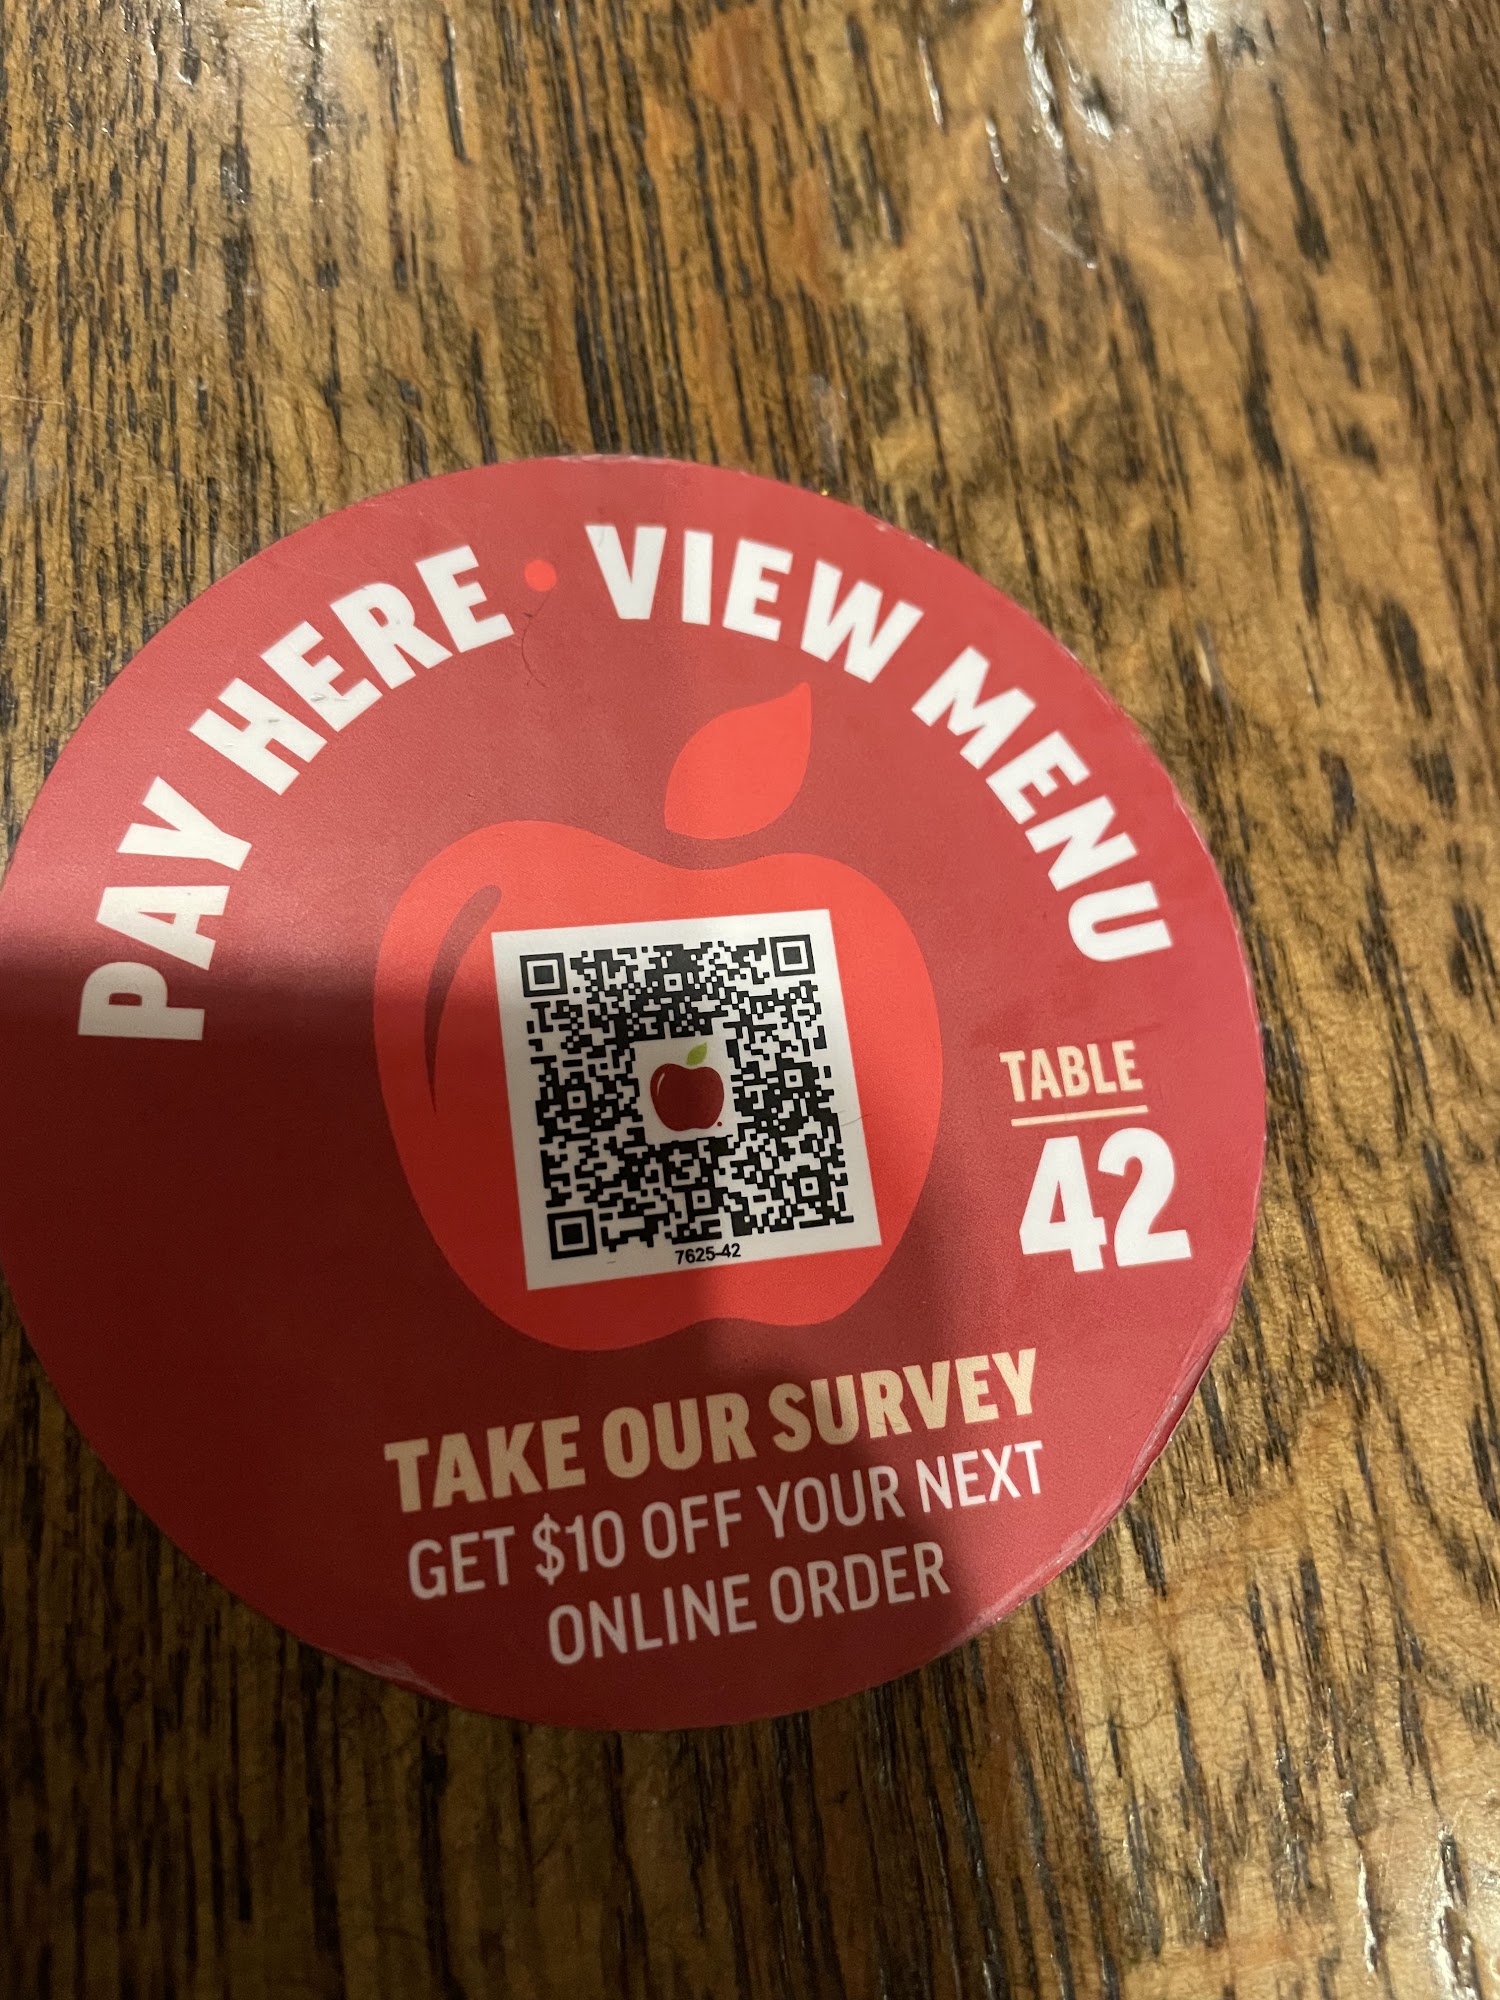 PAY HERE • VIEW MENU
TABLE
42
7625-42
TAKE OUR SURVEY
GET $10 OFF YOUR NEXT
ONLINE ORDER